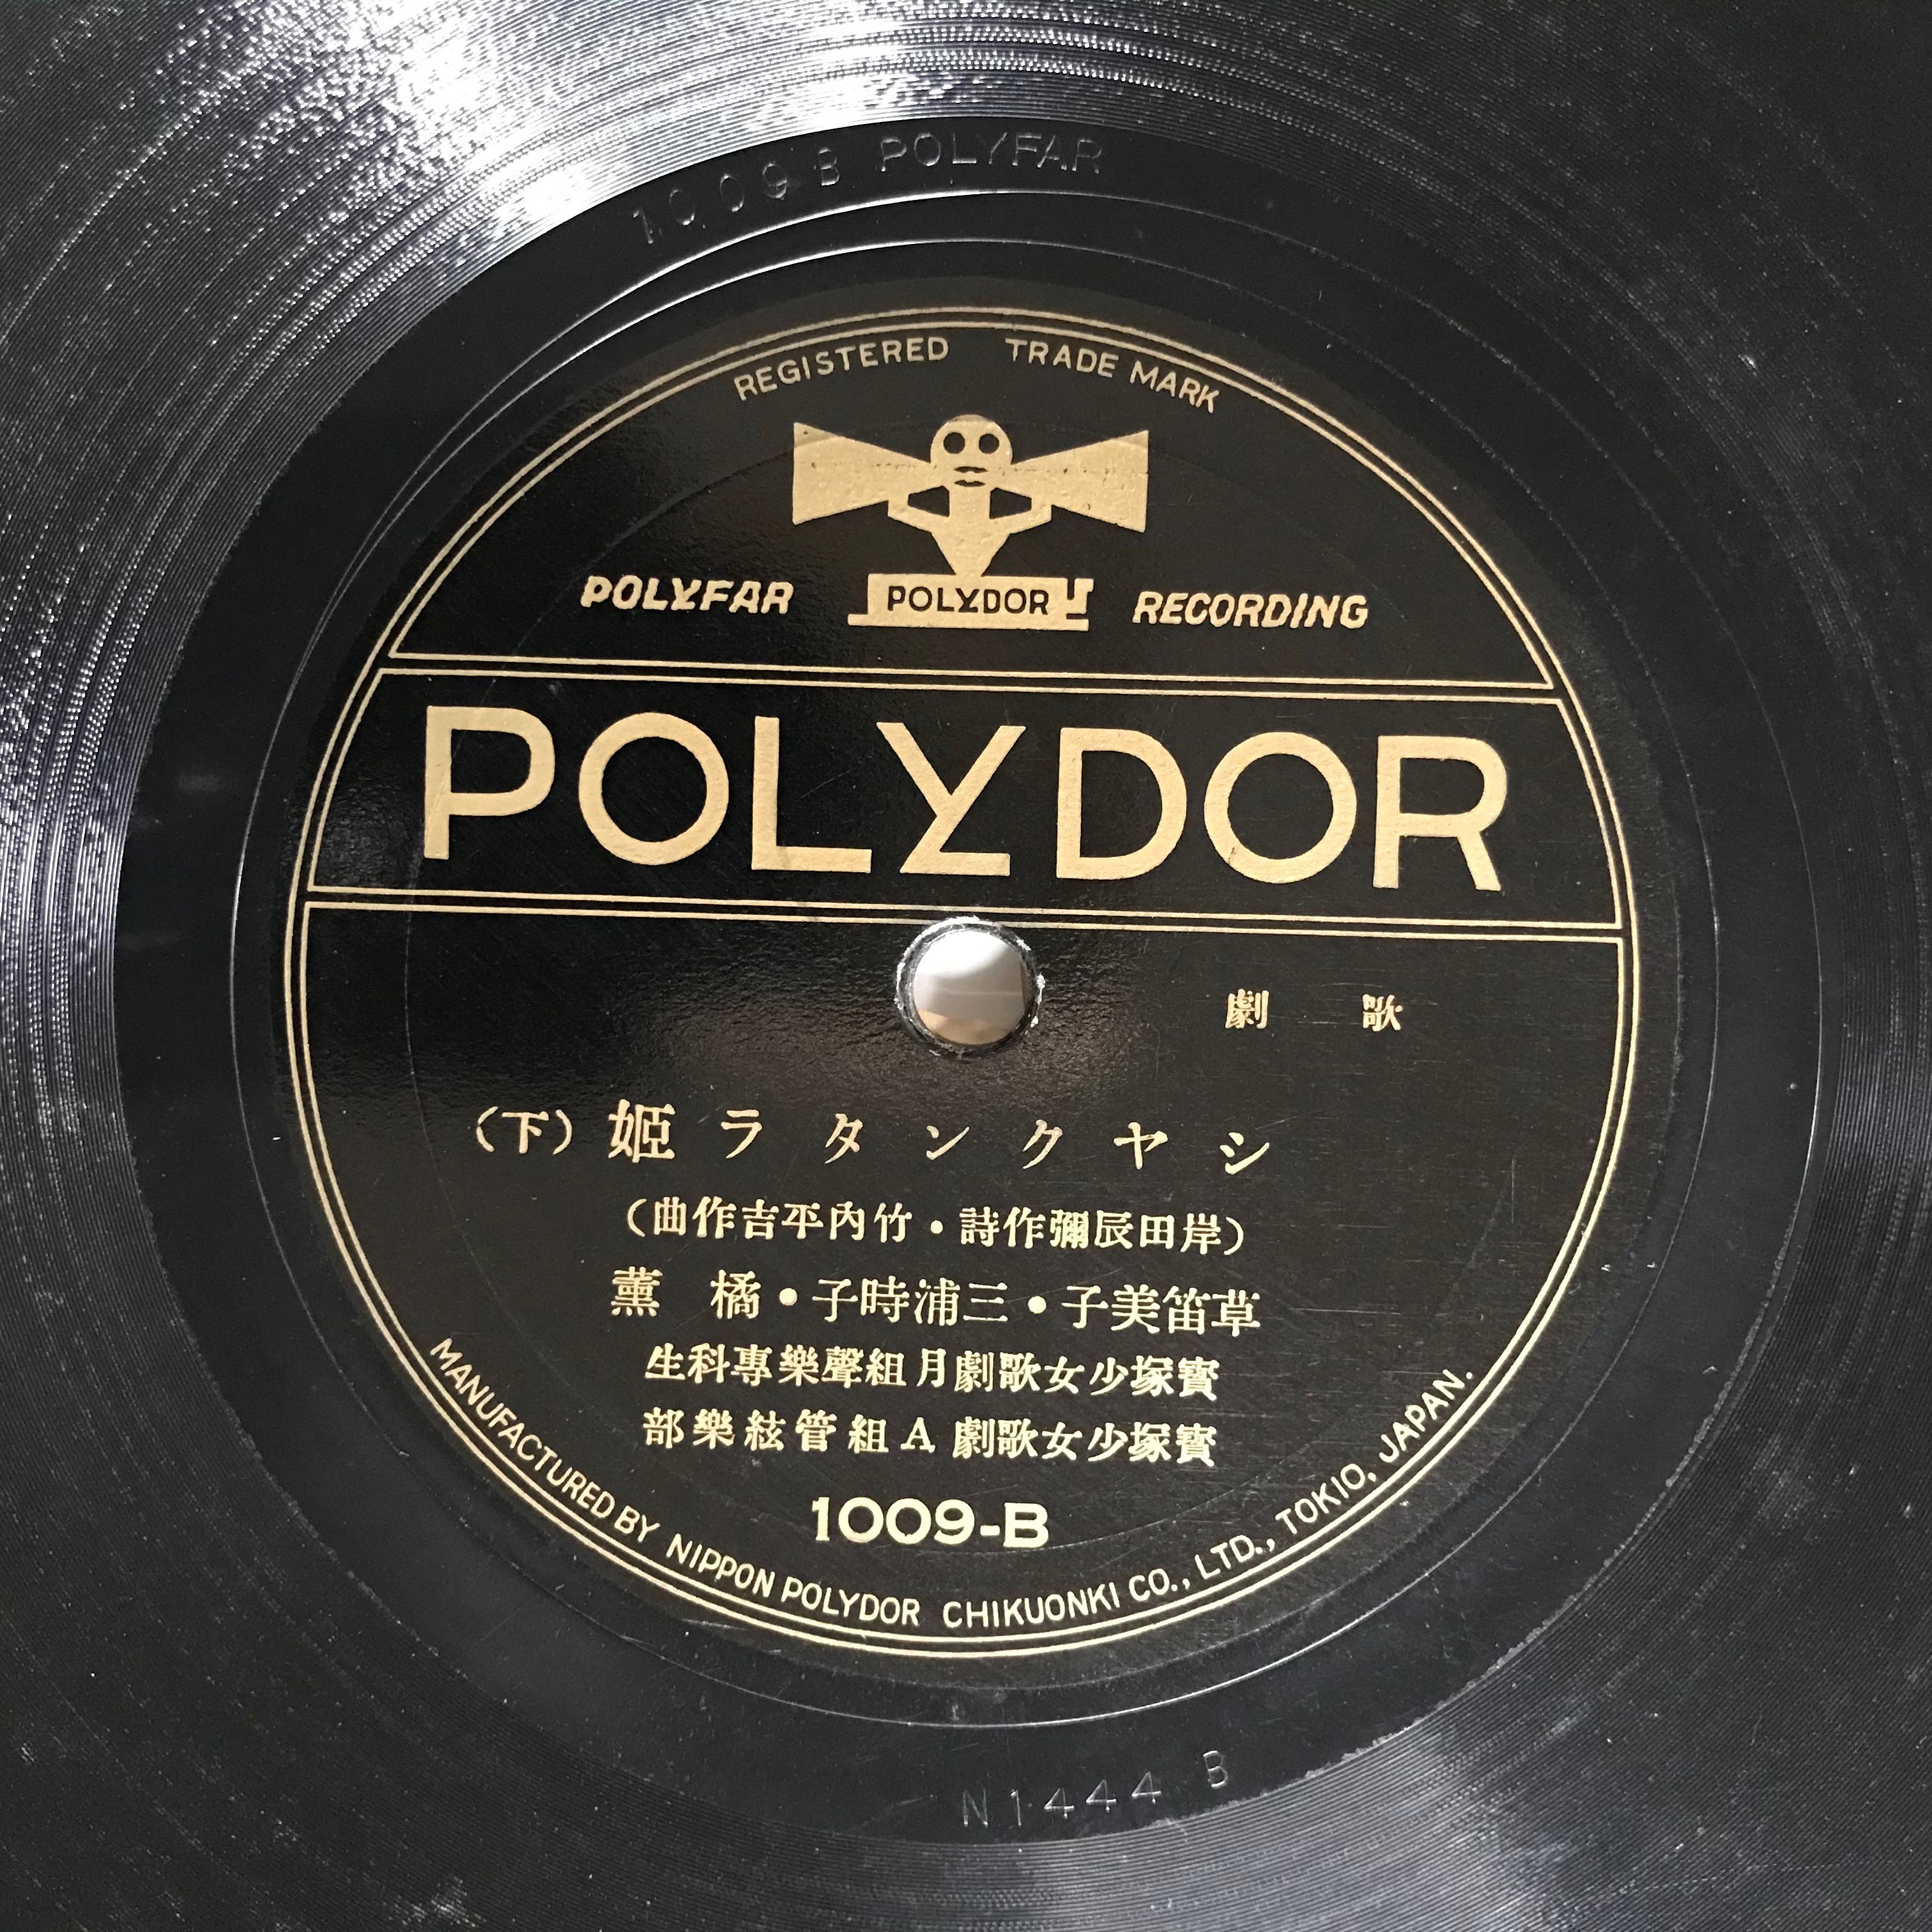 1009B POLYFAR
REGISTERED TRADE MARK
POLYFAR POLYDOR RECORDING
POLYDOR
歌劇
シヤクンタラ姫(下)
(岸田辰彌作詩・竹内平吉作曲)
草笛美子・三浦時子・橘 薫
寶塚少女歌劇月組聲樂專科生
寶塚少女歌劇A組管絃樂部
1009-B
MANUFACTURED BY NIPPON POLYDOR CHIKUONKI CO., LTD., TOKIO, JAPAN.
N1444 B